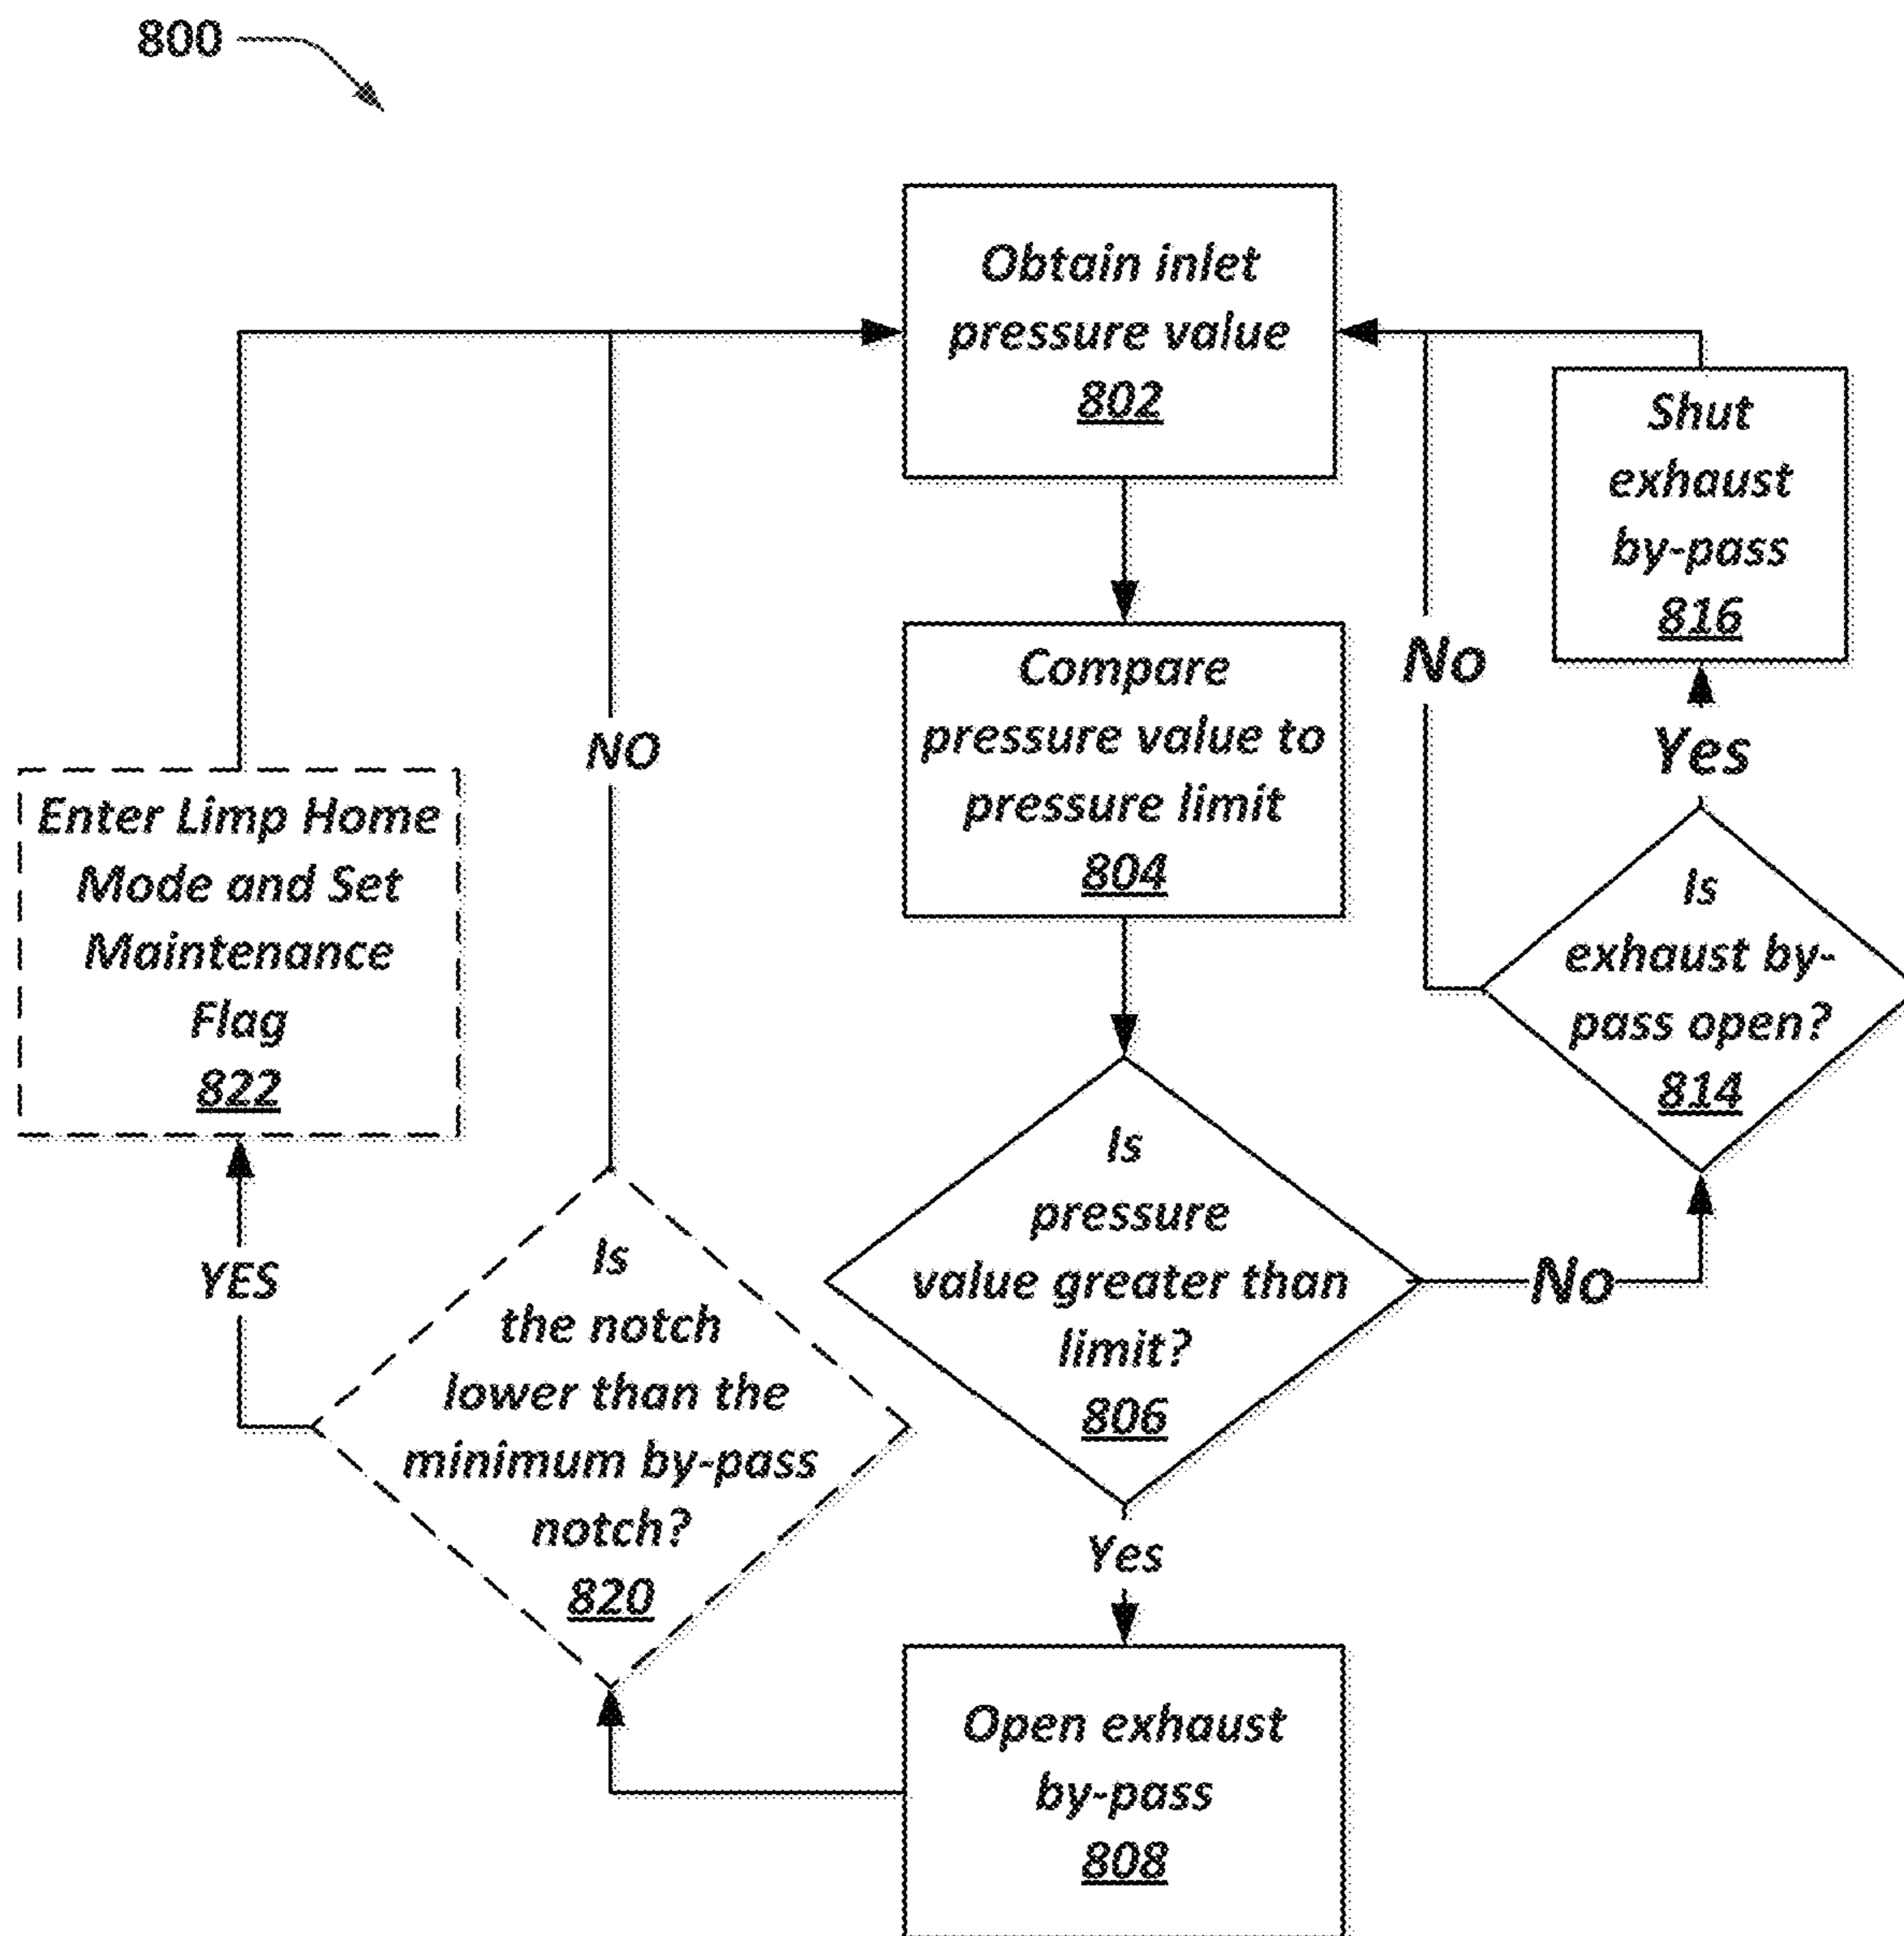 800
Obtain inlet
pressure value
802
Shut
exhaust
by-pass
816
Compare
pressure value to
pressure limit
804
No
Yes
NO
Enter Limp Home
Mode and Set
Maintenance
Flag
822
Is
exhaust by-
pass open?
814
Is
pressure
value greater than
limit?
806
No
YES
Is
the notch
lower than the
minimum by-pass
notch?
820
Yes
Open exhaust
by-pass
808